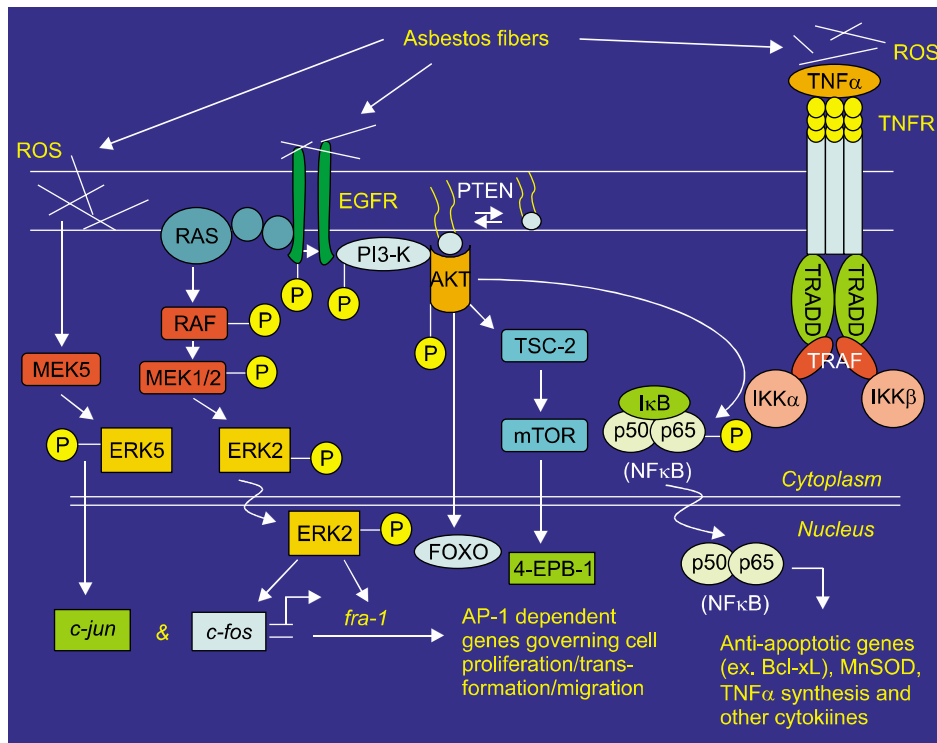 Asbestos fibers
ROS
TNFα
TNFR
ROS
PTEN
EGFR
RAS
PI3-K
AKT
TRADD
TRADD
P
P
RAF
P
TSC-2
P
TRAF
MEK5
MEK1/2
P
IKKα
IKKβ
IκB
mTOR
p50
p65
P
(NFκB)
P
ERK5
ERK2
P
Cytoplasm
Nucleus
ERK2
P
FOXO
4-EPB-1
p50
p65
(NFκB)
c-jun
&
c-fos
fra-1
AP-1 dependent
genes governing cell
proliferation/trans-
formation/migration
Anti-apoptotic genes
(ex. Bcl-xL), MnSOD,
TNFα synthesis and
other cytokiines